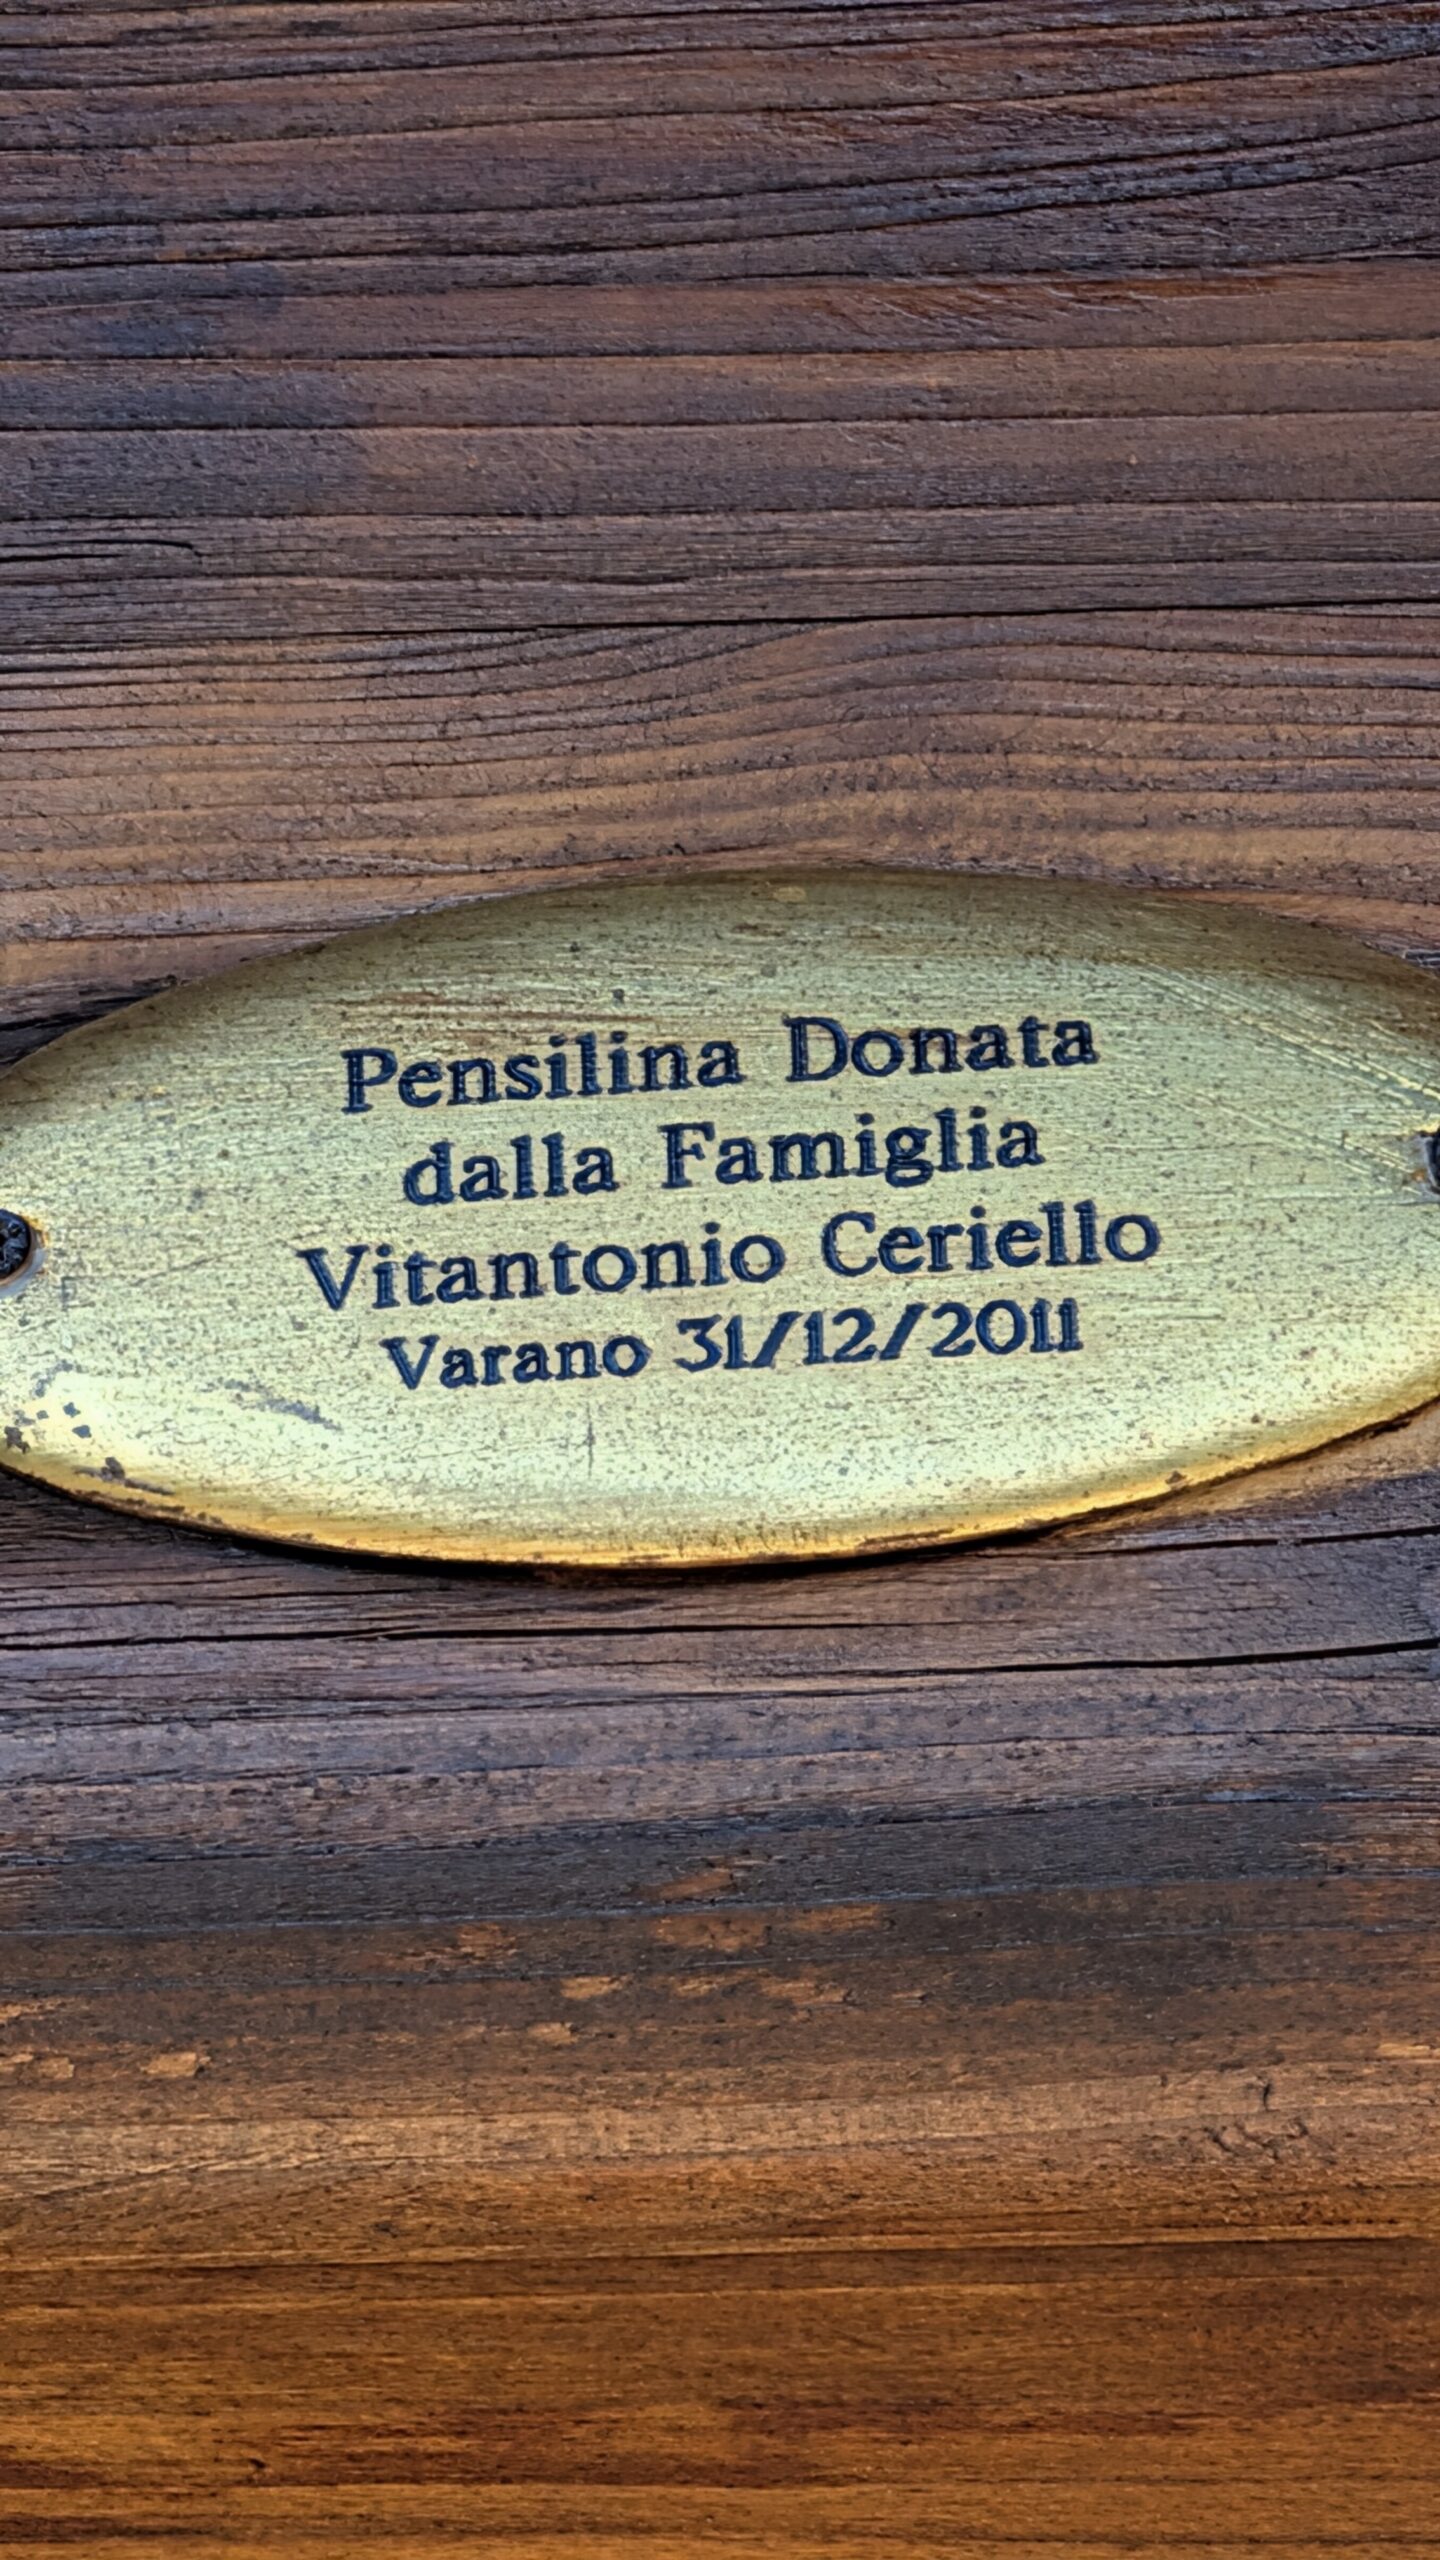 Pensilina Donata
dalla Famiglia
Vitantonio Ceriello
Varano 31/12/2011